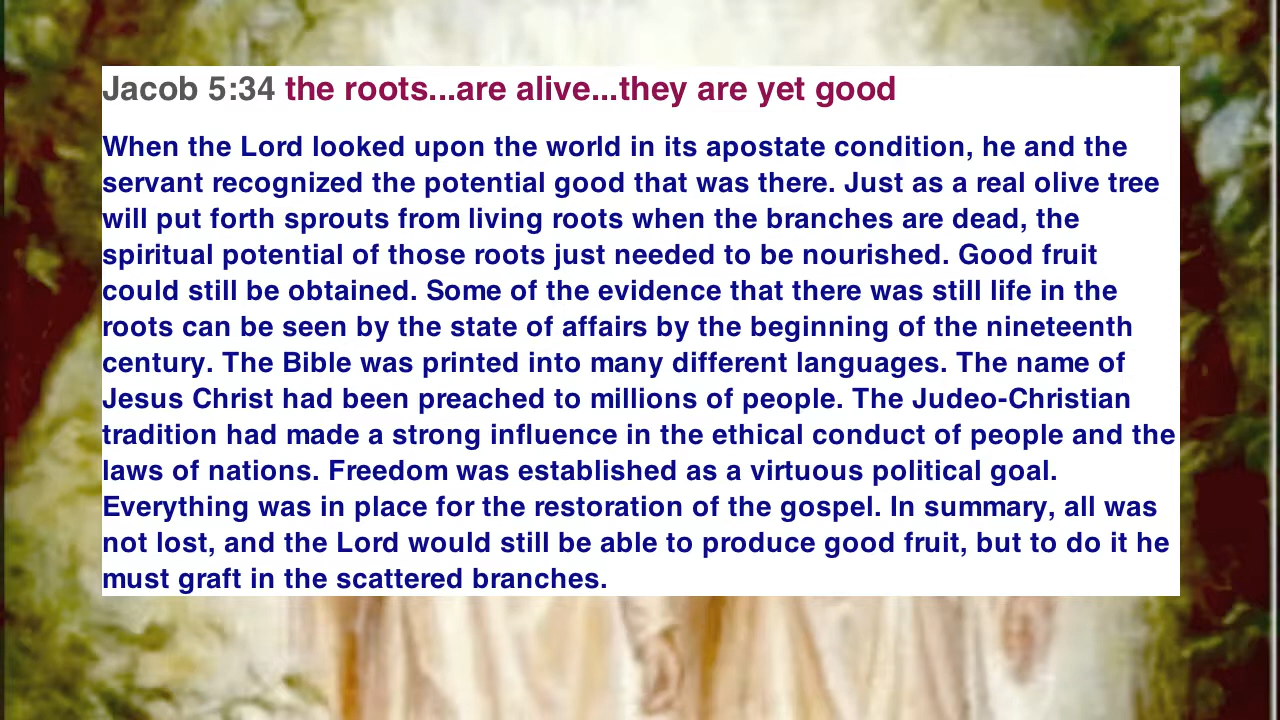 Jacob 5:34 the roots...are alive...they are yet good
When the Lord looked upon the world in its apostate condition, he and the
servant recognized the potential good that was there. Just as a real olive tree
will put forth sprouts from living roots when the branches are dead, the
spiritual potential of those roots just needed to be nourished. Good fruit
could still be obtained. Some of the evidence that there was still life in the
roots can be seen by the state of affairs by the beginning of the nineteenth
century. The Bible was printed into many different languages. The name of
Jesus Christ had been preached to millions of people. The Judeo-Christian
tradition had made a strong influence in the ethical conduct of people and the
laws of nations. Freedom was established as a virtuous political goal.
Everything was in place for the restoration of the gospel. In summary, all was
not lost, and the Lord would still be able to produce good fruit, but to do it he
must graft in the scattered branches.